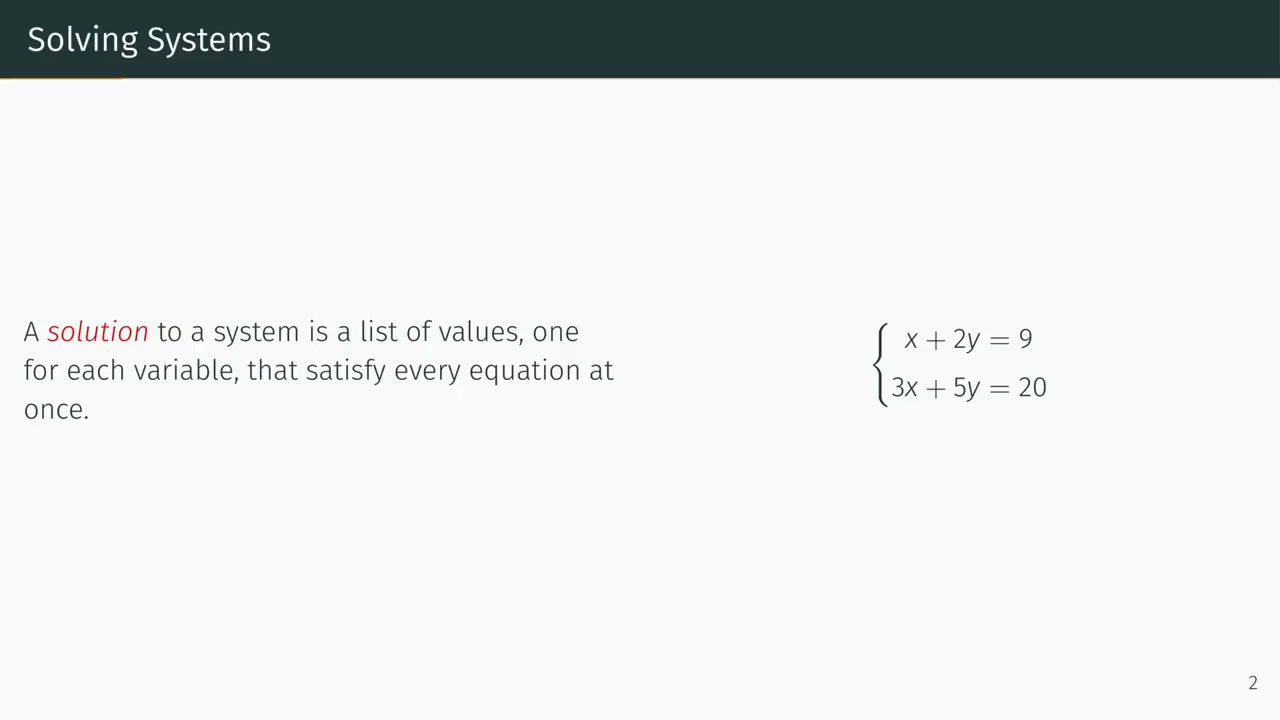 Solving Systems
A solution to a system is a list of values, one
for each variable, that satisfy every equation at
once.
x + 2y = 9
3x + 5y = 20
2